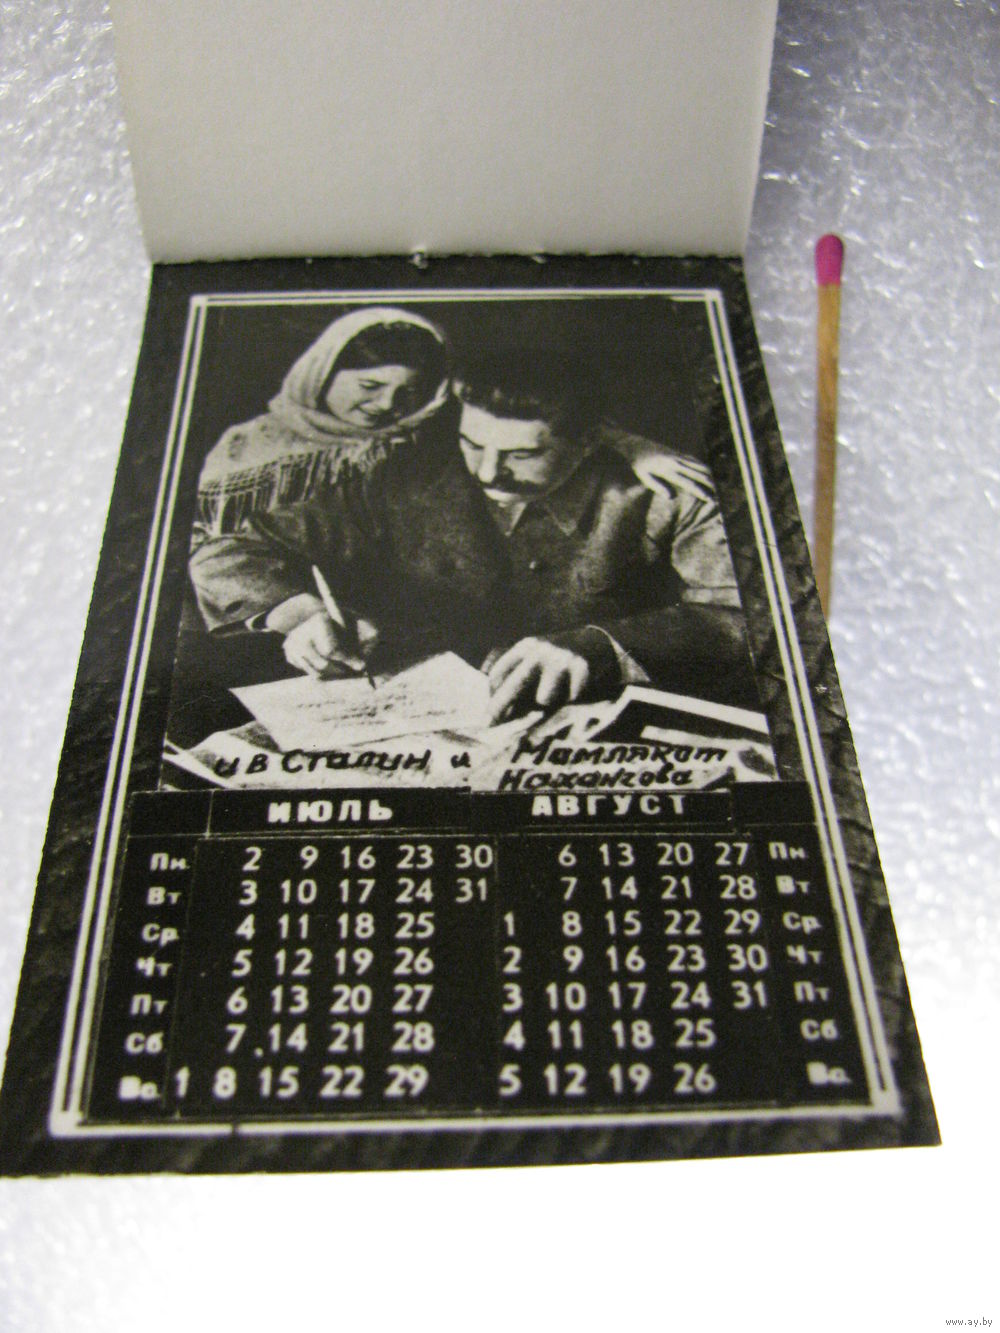 И В Сталин и Мамлякат
Нахангова
ИЮЛЬ АВГУСТ
Пн 2 9 16 23 30 6 13 20 27 Пн
Вт 3 10 17 24 31 7 14 21 28 Вт
Ср 4 11 18 25 1 8 15 22 29 Ср
Чт 5 12 19 26 2 9 16 23 30 Чт
Пт 6 13 20 27 3 10 17 24 31 Пт
Сб 7 14 21 28 4 11 18 25 Сб
Вс 1 8 15 22 29 5 12 19 26 Вс
www.ay.by